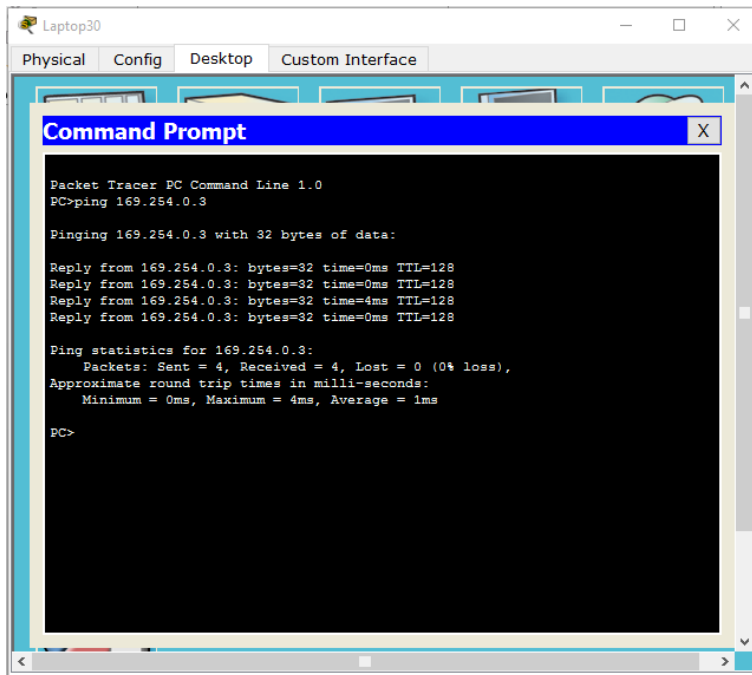 Laptop30
Physical Config Desktop Custom Interface
Command Prompt X
Packet Tracer PC Command Line 1.0
PC>ping 169.254.0.3
Pinging 169.254.0.3 with 32 bytes of data:
Reply from 169.254.0.3: bytes=32 time=0ms TTL=128
Reply from 169.254.0.3: bytes=32 time=0ms TTL=128
Reply from 169.254.0.3: bytes=32 time=4ms TTL=128
Reply from 169.254.0.3: bytes=32 time=0ms TTL=128
Ping statistics for 169.254.0.3:
Packets: Sent = 4, Received = 4, Lost = 0 (0% loss),
Approximate round trip times in milli-seconds:
Minimum = 0ms, Maximum = 4ms, Average = 1ms
PC>